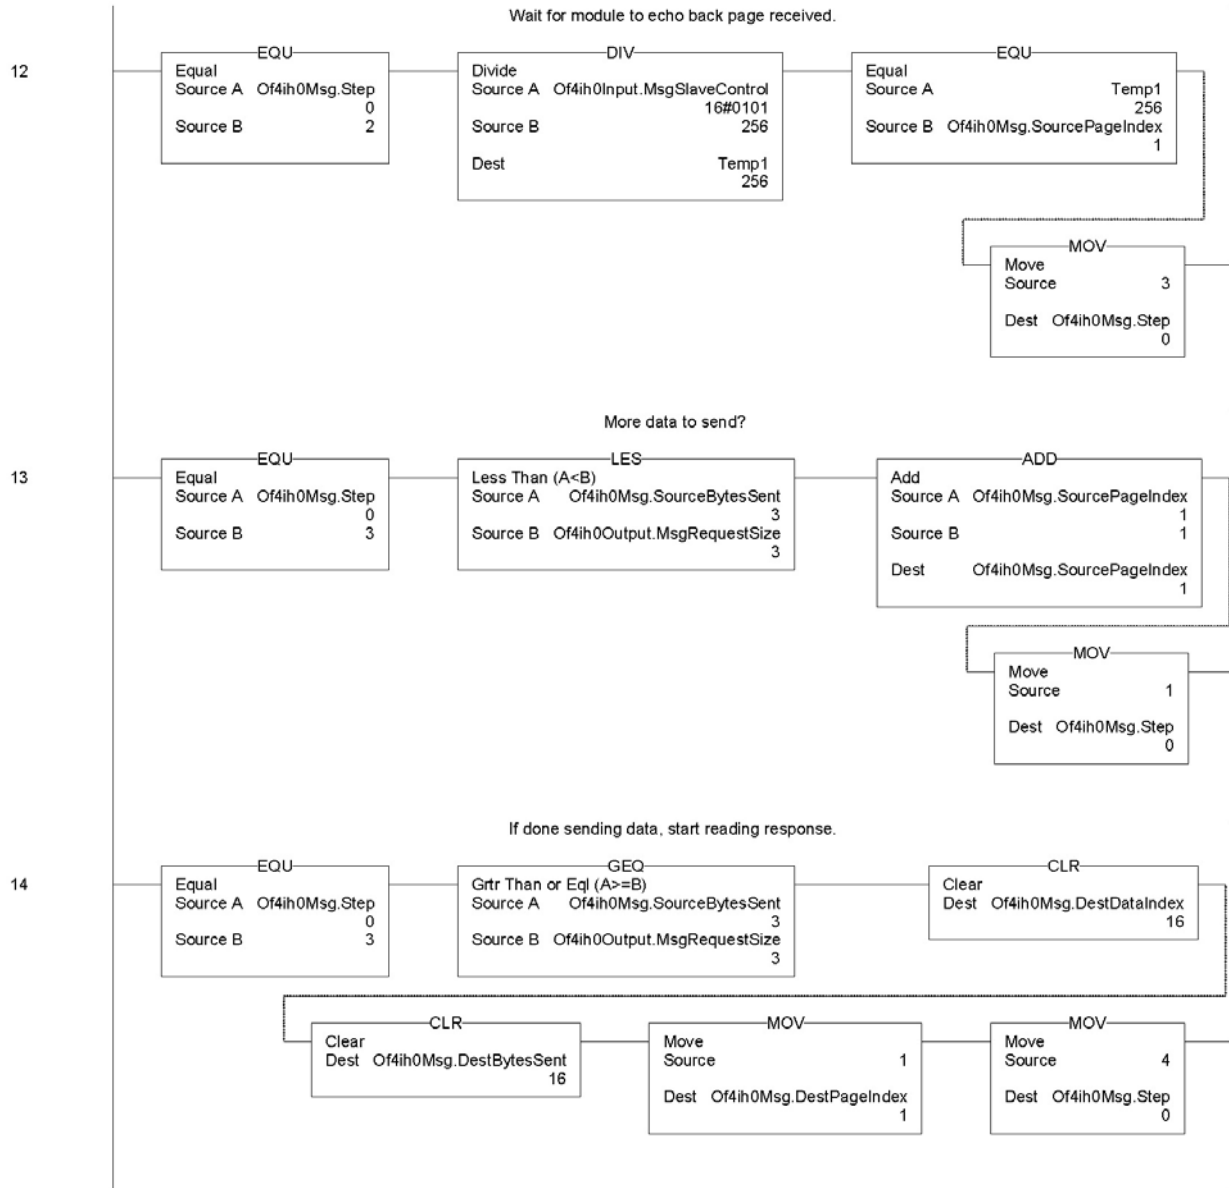 Wait for module to echo back page received.
12
EQU
Equal
Source A Of4ih0Msg.Step
0
Source B 2
DIV
Divide
Source A Of4ih0Input.MsgSlaveControl
16#0101
Source B 256
Dest Temp1
256
EQU
Equal
Source A Temp1
256
Source B Of4ih0Msg.SourcePageIndex
1
MOV
Move
Source 3
Dest Of4ih0Msg.Step
0
More data to send?
13
EQU
Equal
Source A Of4ih0Msg.Step
0
Source B 3
LES
Less Than (A<B)
Source A Of4ih0Msg.SourceBytesSent
3
Source B Of4ih0Output.MsgRequestSize
3
ADD
Add
Source A Of4ih0Msg.SourcePageIndex
1
Source B 1
Dest Of4ih0Msg.SourcePageIndex
1
MOV
Move
Source 1
Dest Of4ih0Msg.Step
0
If done sending data, start reading response.
14
EQU
Equal
Source A Of4ih0Msg.Step
0
Source B 3
GEQ
Grtr Than or Eql (A>=B)
Source A Of4ih0Msg.SourceBytesSent
3
Source B Of4ih0Output.MsgRequestSize
3
CLR
Clear
Dest Of4ih0Msg.DestDataIndex
16
CLR
Clear
Dest Of4ih0Msg.DestBytesSent
16
MOV
Move
Source 1
Dest Of4ih0Msg.DestPageIndex
1
MOV
Move
Source 4
Dest Of4ih0Msg.Step
0